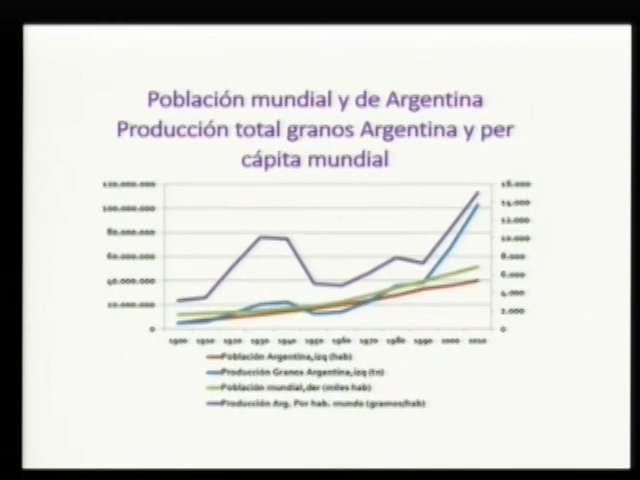 Población mundial y de Argentina
Producción total granos Argentina y per
cápita mundial
120.000.000
100.000.000
80.000.000
60.000.000
40.000.000
20.000.000
0
16.000
14.000
12.000
10.000
8.000
6.000
4.000
2.000
0
1900 1910 1920 1930 1940 1950 1960 1970 1980 1990 2000 2010
Población Argentina,izq (hab)
Producción Granos Argentina,izq (tn)
Población mundial,der (miles hab)
Producción Arg. Por hab. mundo (gramos/hab)